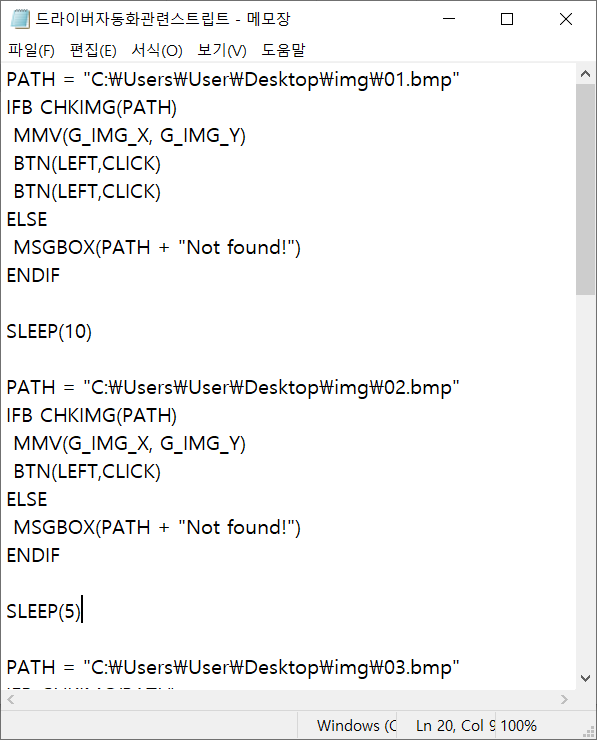 드라이버자동화관련스트립트 - 메모장
파일(F) 편집(E) 서식(O) 보기(V) 도움말
PATH = "C:₩Users₩User₩Desktop₩img₩01.bmp"
IFB CHKIMG(PATH)
MMV(G_IMG_X, G_IMG_Y)
BTN(LEFT,CLICK)
BTN(LEFT,CLICK)
ELSE
MSGBOX(PATH + "Not found!")
ENDIF
SLEEP(10)
PATH = "C:₩Users₩User₩Desktop₩img₩02.bmp"
IFB CHKIMG(PATH)
MMV(G_IMG_X, G_IMG_Y)
BTN(LEFT,CLICK)
ELSE
MSGBOX(PATH + "Not found!")
ENDIF
SLEEP(5)
PATH = "C:₩Users₩User₩Desktop₩img₩03.bmp"
Windows (C Ln 20, Col 9 100%